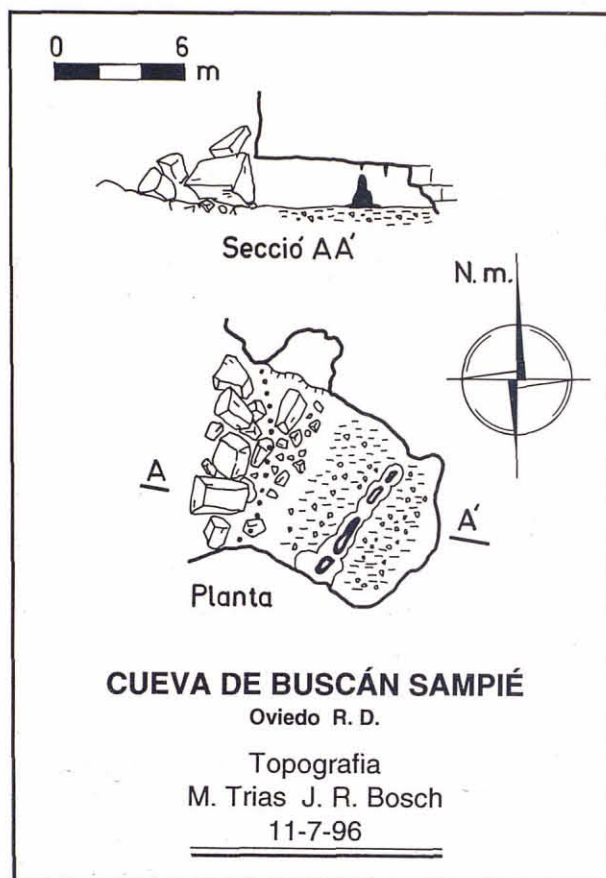 0 6
m
Secció AA'
N. m.
A
A'
Planta
CUEVA DE BUSCÁN SAMPIÉ
Oviedo R. D.
Topografia
M. Trias J. R. Bosch
11-7-96